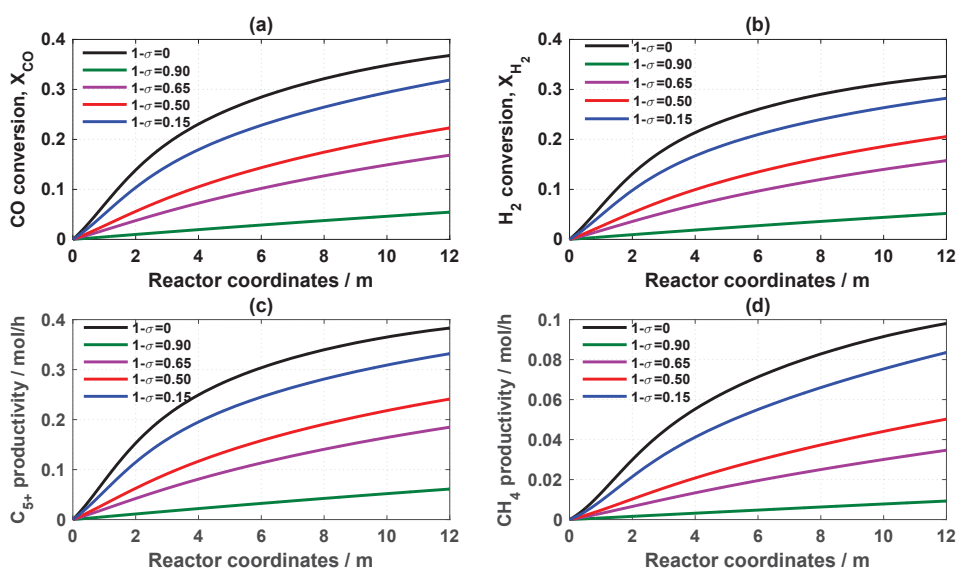 (a)
0.4
0.3
0.2
0.1
0
CO conversion, X_CO
1-σ=0
1-σ=0.90
1-σ=0.65
1-σ=0.50
1-σ=0.15
0 2 4 6 8 10 12
Reactor coordinates / m
(b)
0.4
0.3
0.2
0.1
0
H_2 conversion, X_H_2
1-σ=0
1-σ=0.90
1-σ=0.65
1-σ=0.50
1-σ=0.15
0 2 4 6 8 10 12
Reactor coordinates / m
(c)
0.4
0.3
0.2
0.1
0
C_5+ productivity / mol/h
1-σ=0
1-σ=0.90
1-σ=0.65
1-σ=0.50
1-σ=0.15
0 2 4 6 8 10 12
Reactor coordinates / m
(d)
0.1
0.08
0.06
0.04
0.02
0
CH_4 productivity / mol/h
1-σ=0
1-σ=0.90
1-σ=0.65
1-σ=0.50
1-σ=0.15
0 2 4 6 8 10 12
Reactor coordinates / m